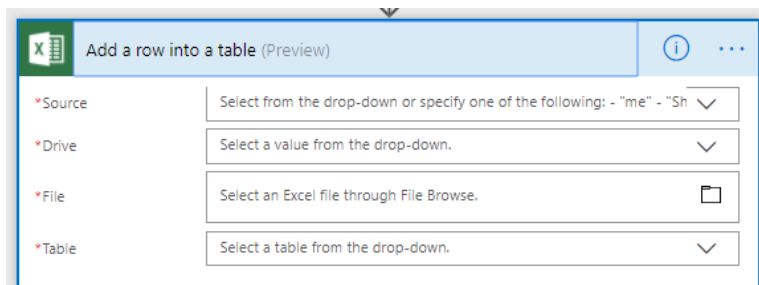 Add a row into a table (Preview)
*Source Select from the drop-down or specify one of the following: - "me" - "Sh
*Drive Select a value from the drop-down.
*File Select an Excel file through File Browse.
*Table Select a table from the drop-down.